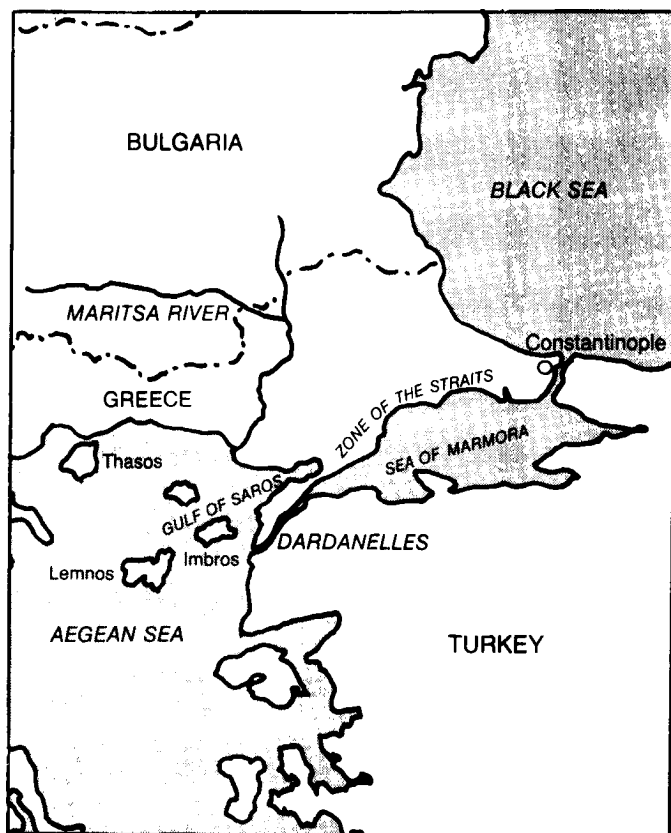 BULGARIA
BLACK SEA
MARITSA RIVER
Constantinople
GREECE
ZONE OF THE STRAITS
Thasos
SEA OF MARMORA
GULF OF SAROS
Imbros
DARDANELLES
Lemnos
AEGEAN SEA
TURKEY